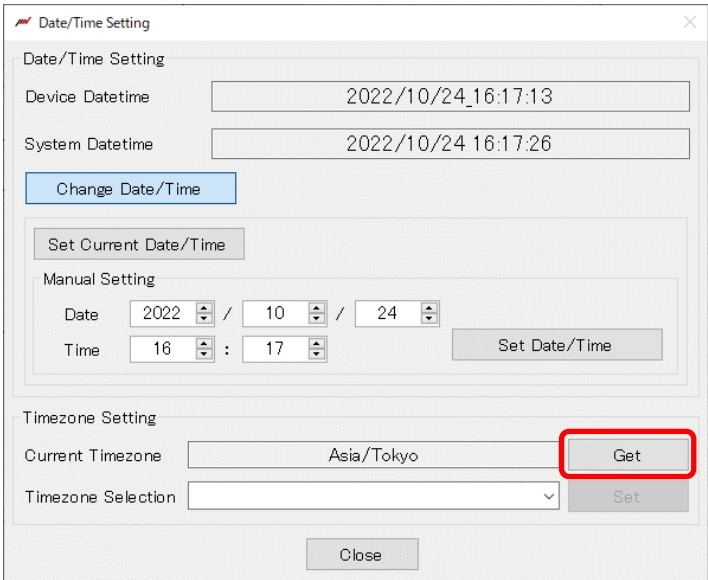 Date/Time Setting
Date/Time Setting
Device Datetime 2022/10/24_16:17:13
System Datetime 2022/10/24 16:17:26
Change Date/Time
Set Current Date/Time
Manual Setting
Date 2022 / 10 / 24
Time 16 : 17 Set Date/Time
Timezone Setting
Current Timezone Asia/Tokyo Get
Timezone Selection Set
Close